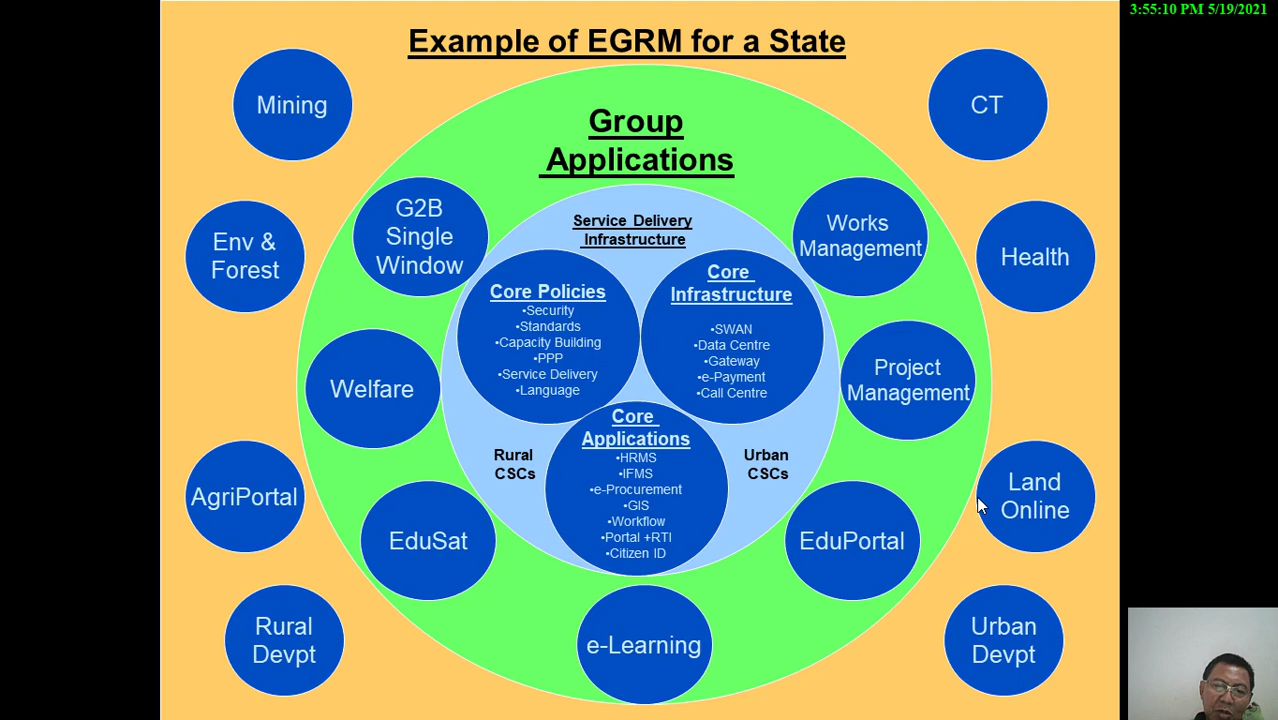 3:55:10 PM 5/19/2021
Example of EGRM for a State
Mining
CT
Group
Applications
G2B
Single
Window
Service Delivery
Infrastructure
Works
Management
Env &
Forest
Health
Core Policies
•Security
•Standards
•Capacity Building
•PPP
•Service Delivery
•Language
Core
Infrastructure
•SWAN
•Data Centre
•Gateway
•e-Payment
•Call Centre
Welfare
Project
Management
Core
Applications
•HRMS
•IFMS
•e-Procurement
•GIS
•Workflow
•Portal +RTI
•Citizen ID
Rural
CSCs
Urban
CSCs
AgriPortal
Land
Online
EduSat
EduPortal
Rural
Devpt
e-Learning
Urban
Devpt